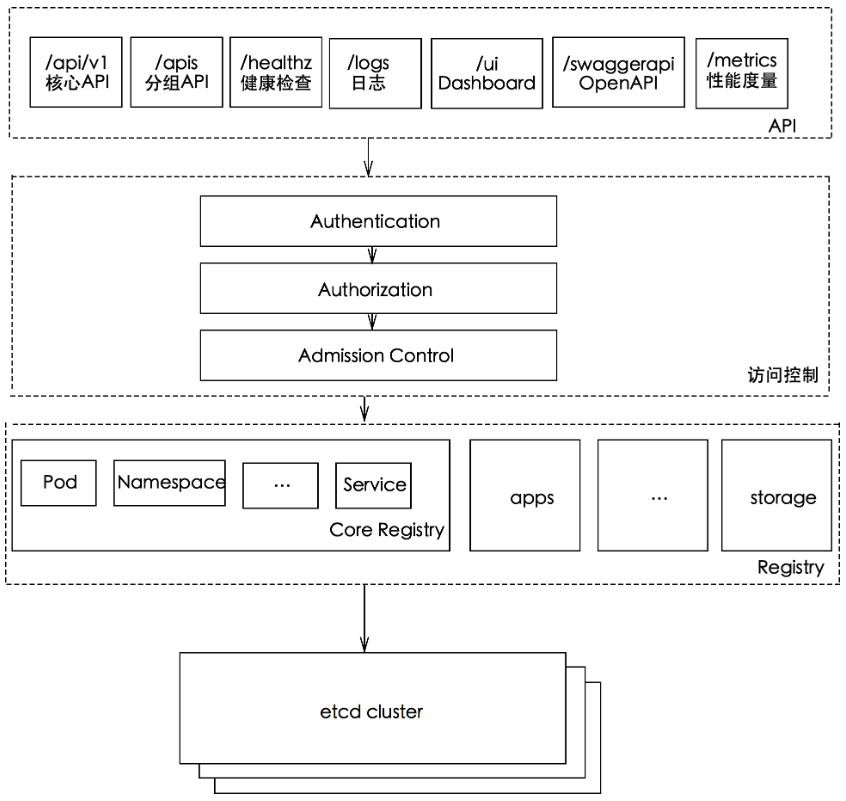 /api/v1
核心API
/apis
分组API
/healthz
健康检查
/logs
日志
/ui
Dashboard
/swaggerapi
OpenAPI
/metrics
性能度量
API
Authentication
Authorization
Admission Control
访问控制
Pod
Namespace
...
Service
Core Registry
apps
...
storage
Registry
etcd cluster